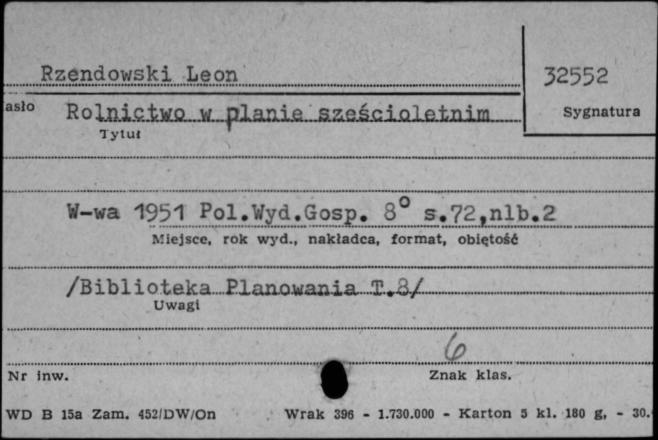 Rzendowski Leon
32552
asło
Rolnictwo w planie sześcioletnim
Sygnatura
Tytuł
W-wa 1951 Pol.Wyd.Gosp. 8° s.72,nlb.2
Miejsce, rok wyd., nakładca, format, objętość
/Biblioteka Planowania T.8/
Uwagi
6
Nr inw.
Znak klas.
WD B 15a Zam. 452/DW/On Wrak 396 - 1.730.000 - Karton 5 kl. 180 g, - 30.